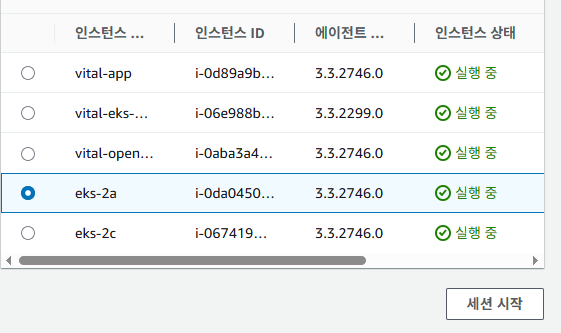 인스턴스 ... 인스턴스 ID 에이전트 ... 인스턴스 상태
vital-app i-0d89a9b... 3.3.2746.0 실행 중
vital-eks-... i-06e988b... 3.3.2299.0 실행 중
vital-open... i-0aba3a4... 3.3.2746.0 실행 중
eks-2a i-0da0450... 3.3.2746.0 실행 중
eks-2c i-067419... 3.3.2746.0 실행 중
세션 시작